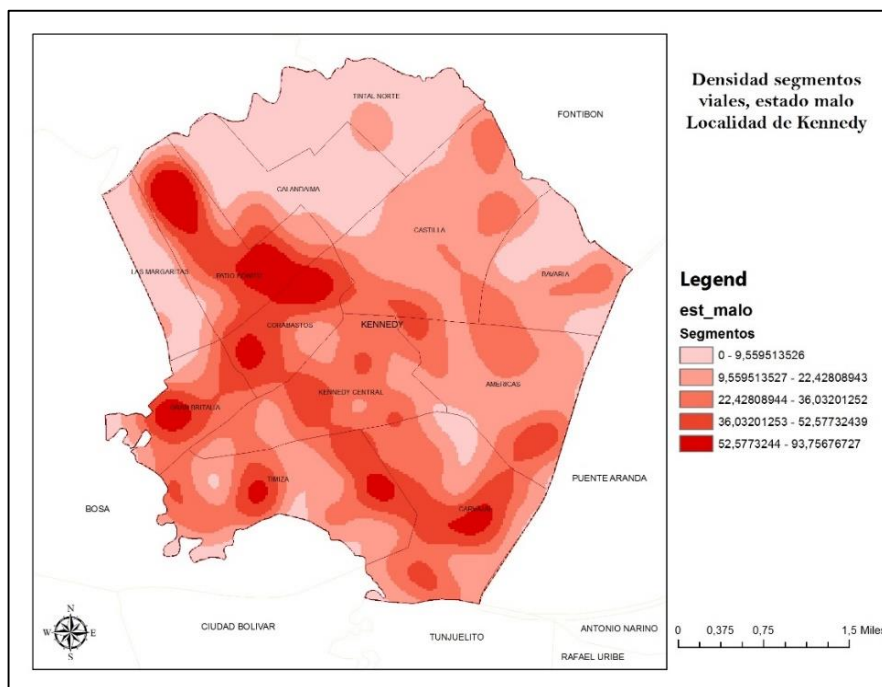 Densidad segmentos
viales, estado malo
Localidad de Kennedy
TINTAL NORTE
FONTIBON
CALANDAIMA
CASTILLA
LAS MARGARITAS
PATIO BONITO
BAVARIA
CORABASTOS
KENNEDY
KENNEDY CENTRAL
AMERICAS
GRAN BRITALIA
TIMIZA
CARVAJAL
PUENTE ARANDA
BOSA
CIUDAD BOLIVAR
TUNJUELITO
ANTONIO NARINO
RAFAEL URIBE
N
W E
S
Legend
est_malo
Segmentos
0 - 9,559513526
9,559513527 - 22,42808943
22,42808944 - 36,03201252
36,03201253 - 52,57732439
52,5773244 - 93,75676727
0 0,375 0,75 1,5 Miles